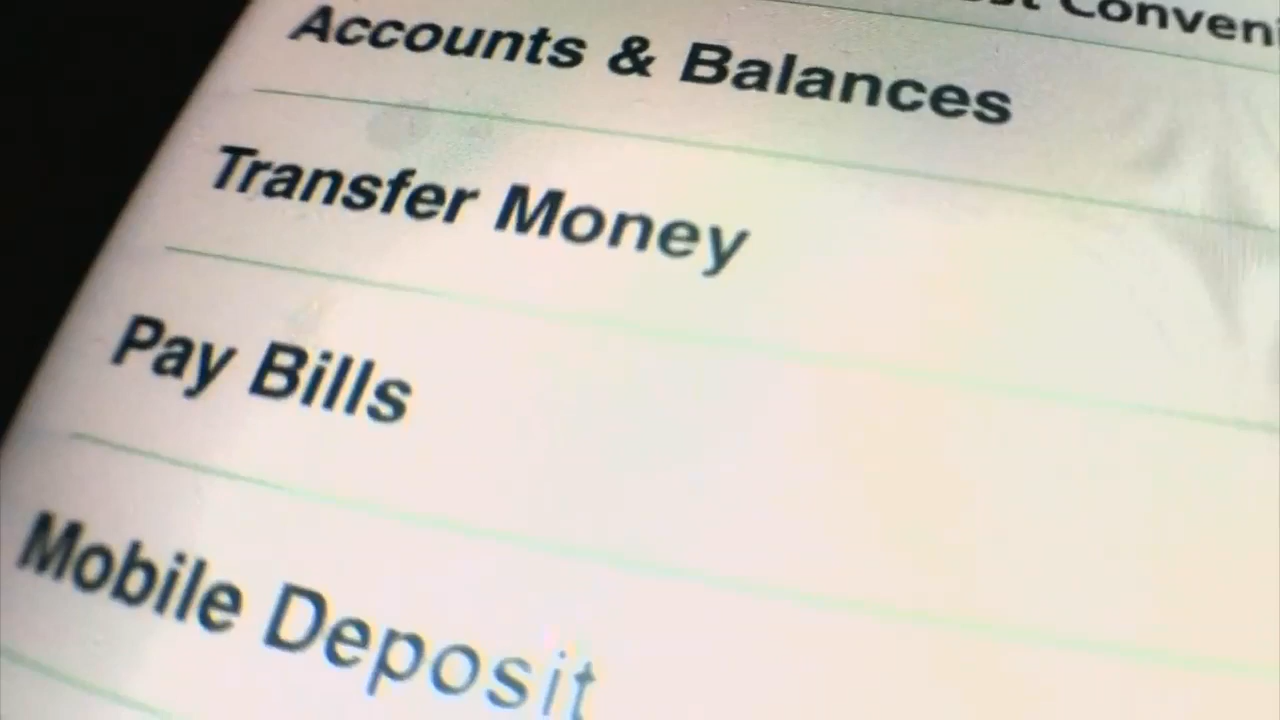 Accounts & Balances
Transfer Money
Pay Bills
Mobile Deposit